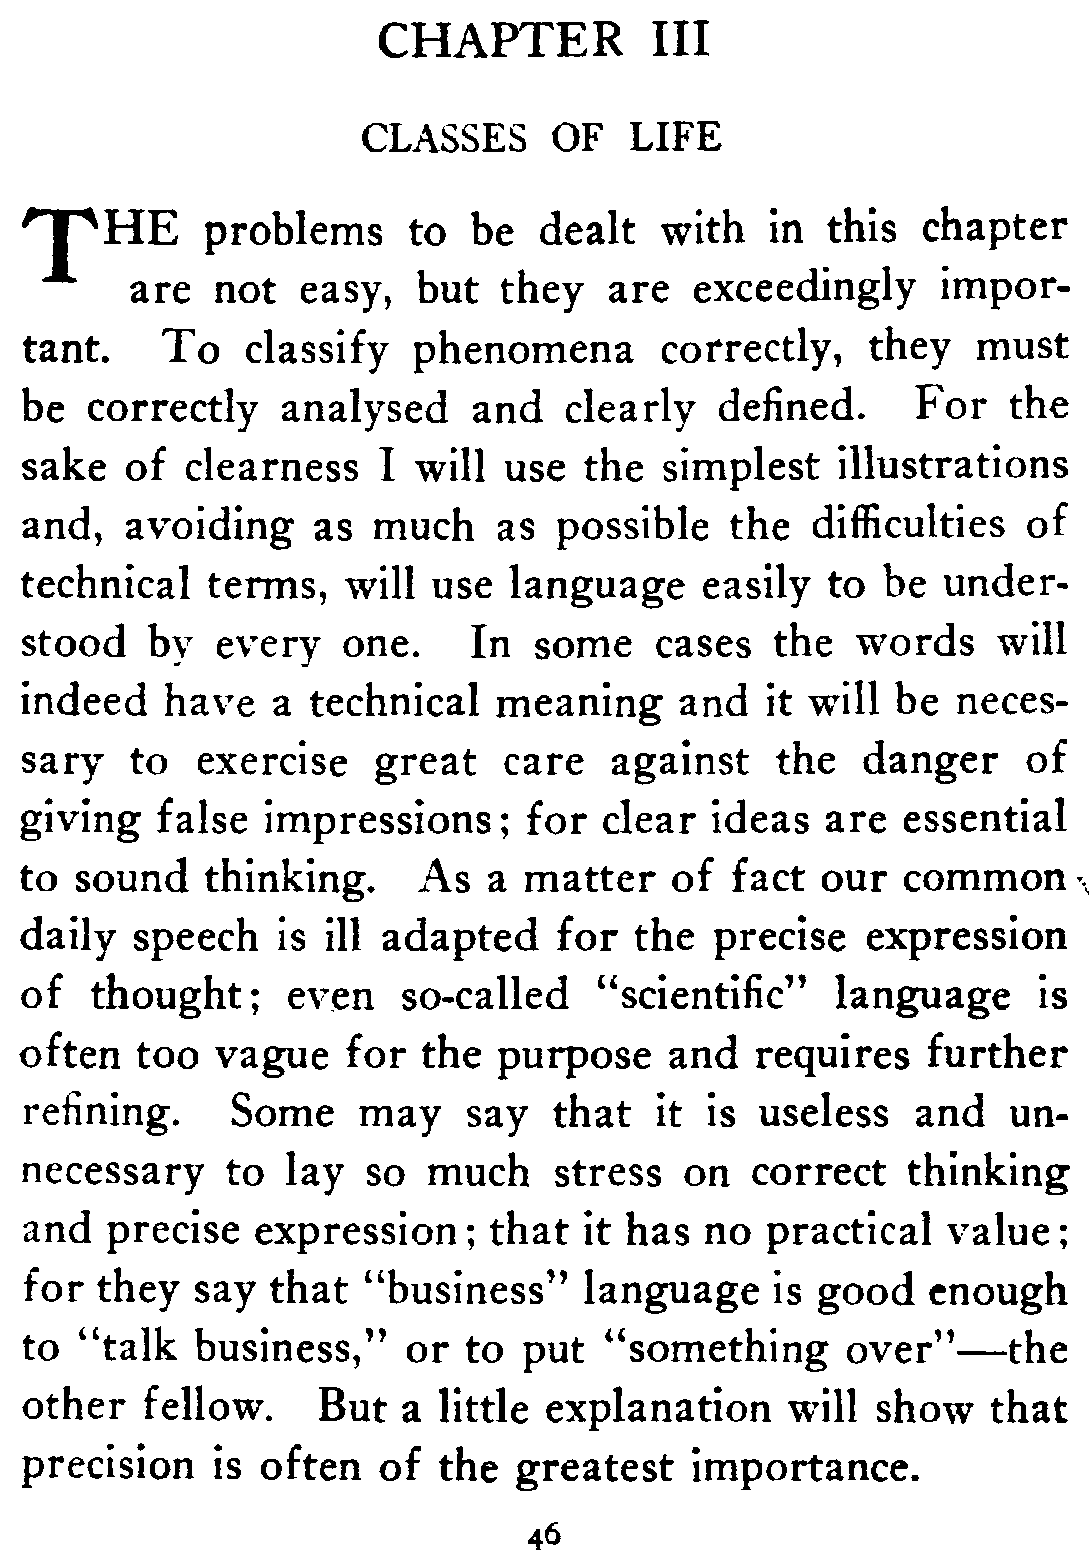 CHAPTER III
CLASSES OF LIFE
THE problems to be dealt with in this chapter
are not easy, but they are exceedingly impor-
tant. To classify phenomena correctly, they must
be correctly analysed and clearly defined. For the
sake of clearness I will use the simplest illustrations
and, avoiding as much as possible the difficulties of
technical terms, will use language easily to be under-
stood by every one. In some cases the words will
indeed have a technical meaning and it will be neces-
sary to exercise great care against the danger of
giving false impressions; for clear ideas are essential
to sound thinking. As a matter of fact our common
daily speech is ill adapted for the precise expression
of thought; even so-called “scientific” language is
often too vague for the purpose and requires further
refining. Some may say that it is useless and un-
necessary to lay so much stress on correct thinking
and precise expression; that it has no practical value;
for they say that “business” language is good enough
to “talk business,” or to put “something over”—the
other fellow. But a little explanation will show that
precision is often of the greatest importance.
46